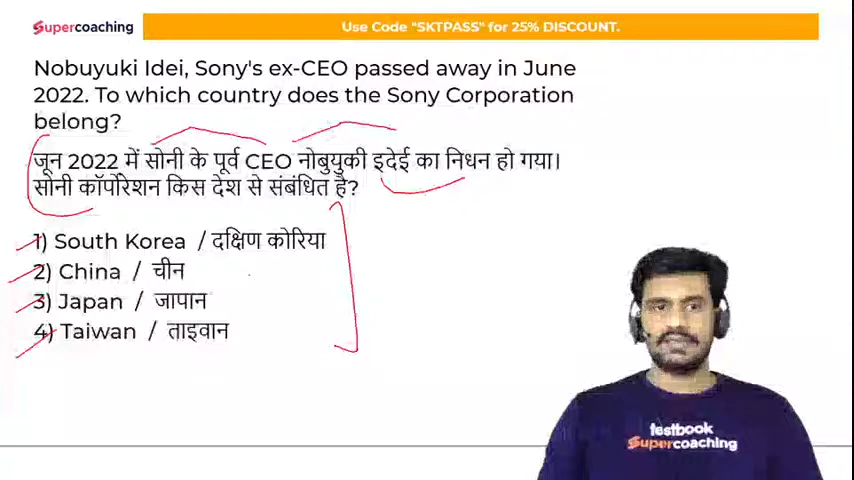 Supercoaching
Use Code "SKTPASS" for 25% DISCOUNT.
Nobuyuki Idei, Sony's ex-CEO passed away in June
2022. To which country does the Sony Corporation
belong?
जून 2022 में सोनी के पूर्व CEO नोबुयुकी इदेई का निधन हो गया।
सोनी कॉर्पोरेशन किस देश से संबंधित है?
1) South Korea / दक्षिण कोरिया
2) China / चीन
3) Japan / जापान
4) Taiwan / ताइवान
testbook
Supercoaching